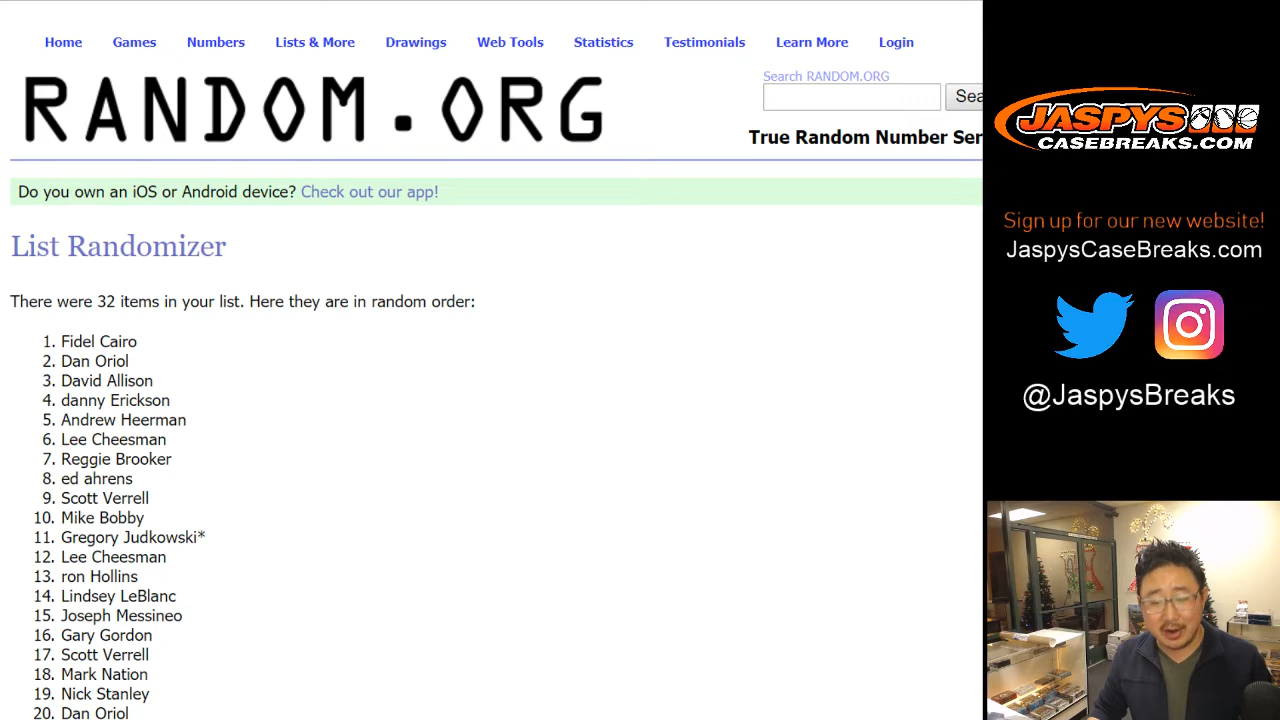 Home Games Numbers Lists & More Drawings Web Tools Statistics Testimonials Learn More Login
RANDOM.ORG
Search RANDOM.ORG
Sea
True Random Number Ser
Do you own an iOS or Android device? Check out our app!
List Randomizer
There were 32 items in your list. Here they are in random order:
1. Fidel Cairo
2. Dan Oriol
3. David Allison
4. danny Erickson
5. Andrew Heerman
6. Lee Cheesman
7. Reggie Brooker
8. ed ahrens
9. Scott Verrell
10. Mike Bobby
11. Gregory Judkowski*
12. Lee Cheesman
13. ron Hollins
14. Lindsey LeBlanc
15. Joseph Messineo
16. Gary Gordon
17. Scott Verrell
18. Mark Nation
19. Nick Stanley
20. Dan Oriol
JASPYS
CASEBREAKS.COM
Sign up for our new website!
JaspysCaseBreaks.com
@JaspysBreaks